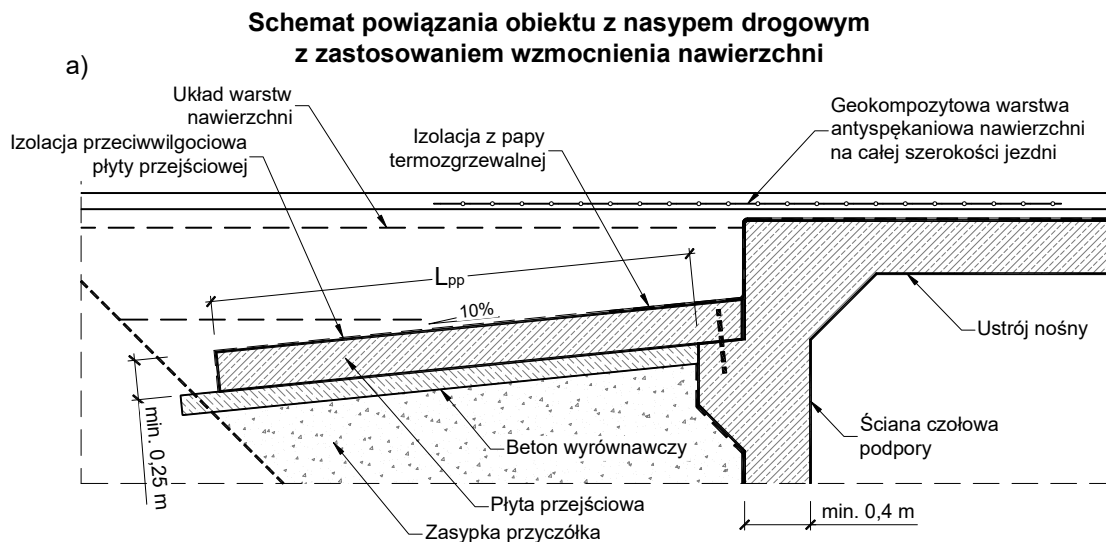 Schemat powiązania obiektu z nasypem drogowym
z zastosowaniem wzmocnienia nawierzchni
a)
Układ warstw
nawierzchni
Izolacja przeciwwilgociowa
płyty przejściowej
Izolacja z papy
termozgrzewalnej
Geokompozytowa warstwa
antyspękaniowa nawierzchni
na całej szerokości jezdni
Lpp
10%
Ustrój nośny
min. 0,25 m
Beton wyrównawczy
Ściana czołowa
podpory
Płyta przejściowa
Zasypka przyczółka
min. 0,4 m